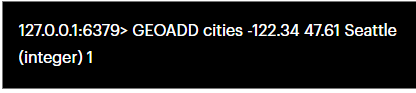 127.0.0.1:6379> GEOADD cities -122.34 47.61 Seattle
(integer) 1